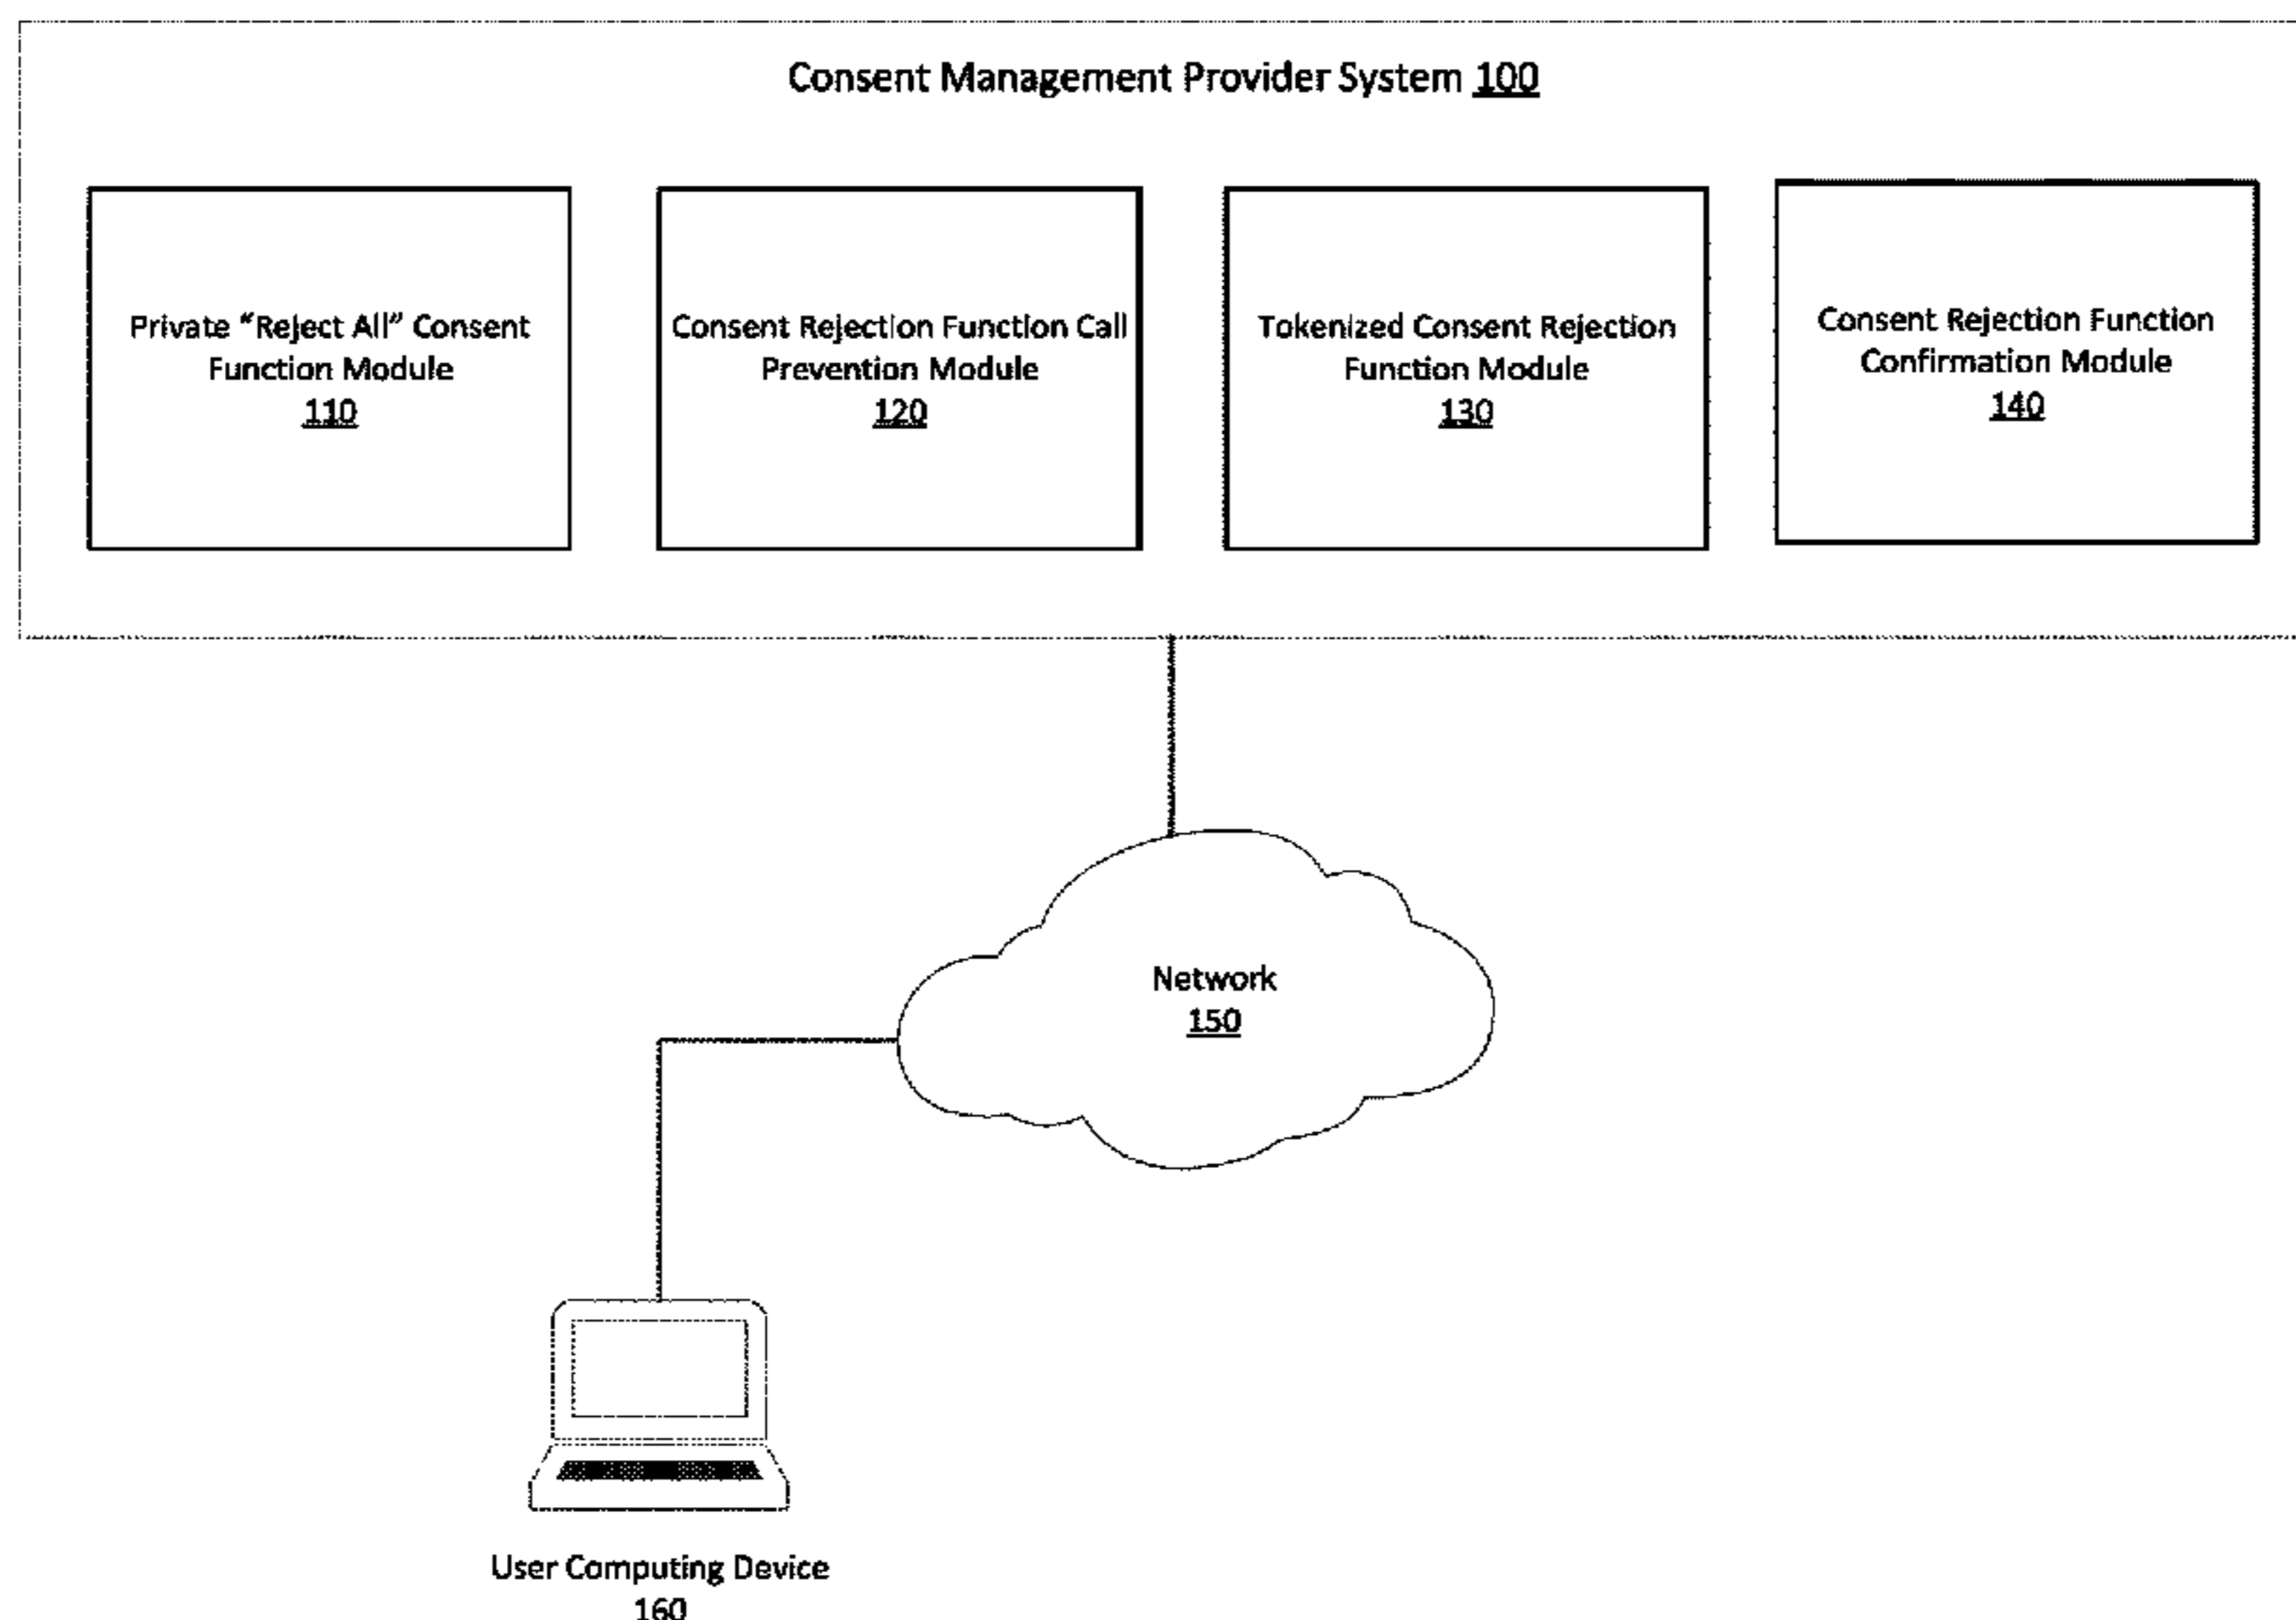 Consent Management Provider System 100
Private “Reject All” Consent
Function Module
110
Consent Rejection Function Call
Prevention Module
120
Tokenized Consent Rejection
Function Module
130
Consent Rejection Function
Confirmation Module
140
Network
150
User Computing Device
160